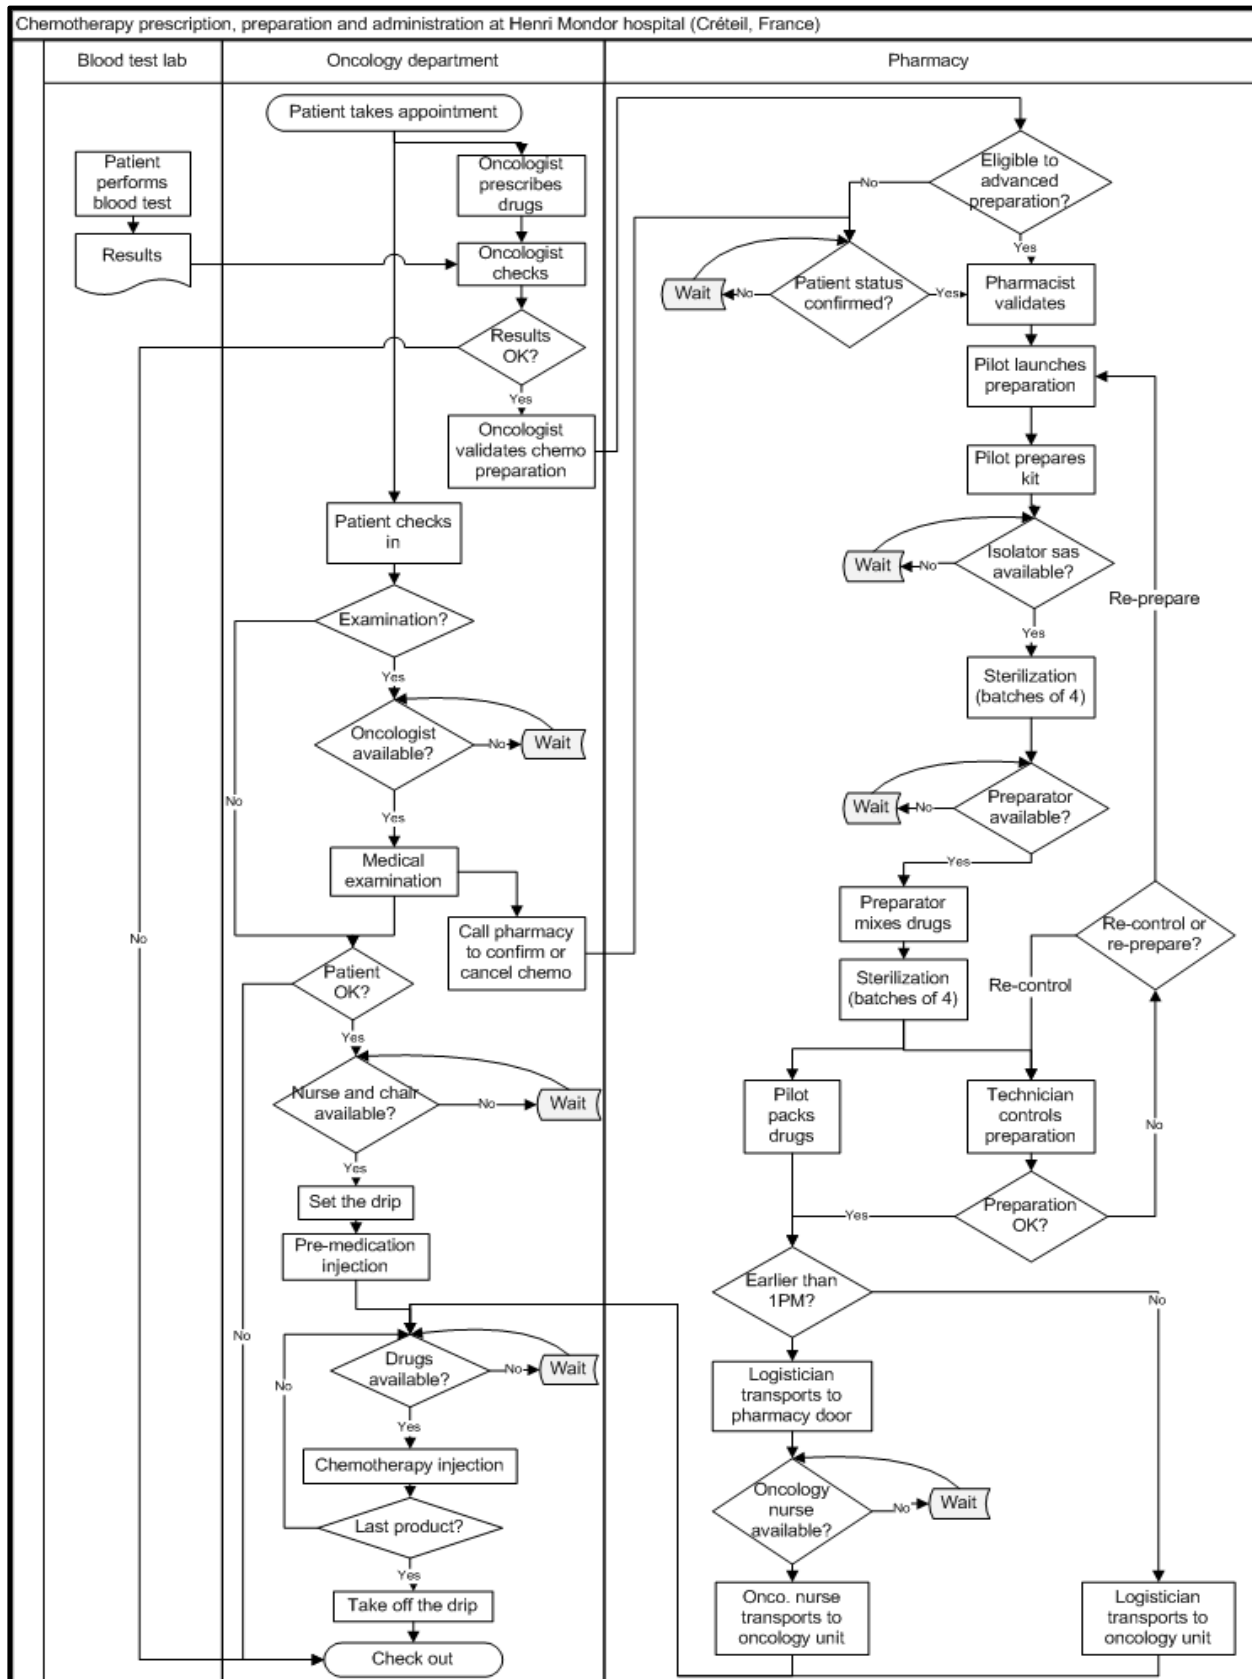 Chemotherapy prescription, preparation and administration at Henri Mondor hospital (Créteil, France)
Blood test lab
Oncology department
Pharmacy
Patient
performs
blood test
Results
Patient takes appointment
Oncologist
prescribes
drugs
Oncologist
checks
Results
OK?
Yes
Oncologist
validates chemo
preparation
Patient checks
in
Examination?
Yes
Oncologist
available?
No
Wait
Yes
Medical
examination
Call pharmacy
to confirm or
cancel chemo
No
No
Patient
OK?
Yes
Nurse and chair
available?
No
Wait
Yes
Set the drip
Pre-medication
injection
No
Drugs
available?
No
Wait
No
Yes
Chemotherapy injection
Last product?
Yes
Take off the drip
Check out
Eligible to
advanced
preparation?
No
Yes
Patient status
confirmed?
No
Wait
Yes
Pharmacist
validates
Pilot launches
preparation
Pilot prepares
kit
Isolator sas
available?
No
Wait
Yes
Re-prepare
Sterilization
(batches of 4)
Preparator
available?
No
Wait
Yes
Preparator
mixes drugs
Re-control or
re-prepare?
Sterilization
(batches of 4)
Re-control
Pilot
packs
drugs
Technician
controls
preparation
No
Preparation
OK?
Yes
Earlier than
1PM?
No
Logistician
transports to
pharmacy door
Oncology
nurse
available?
No
Wait
Onco. nurse
transports to
oncology unit
Logistician
transports to
oncology unit